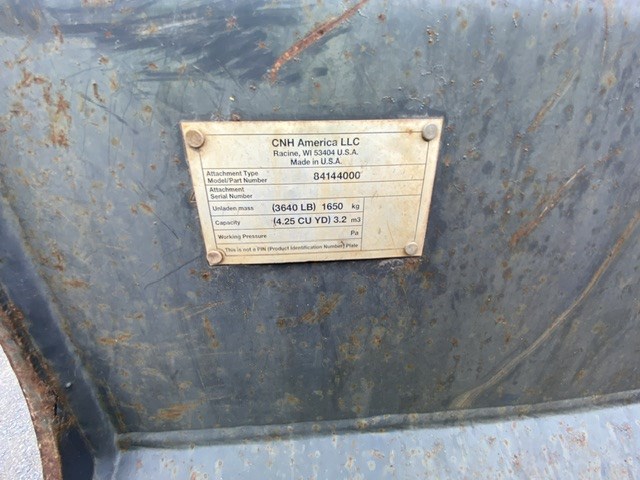 CNH America LLC
Racine, WI 53404 U.S.A.
Made in U.S.A.
Attachment Type
Model/Part Number 84144000
Attachment
Serial Number
Unladen mass (3640 LB) 1650 kg
Capacity (4.25 CU YD) 3.2 m3
Working Pressure Pa
This is not a PIN (Product Identification Number) Plate